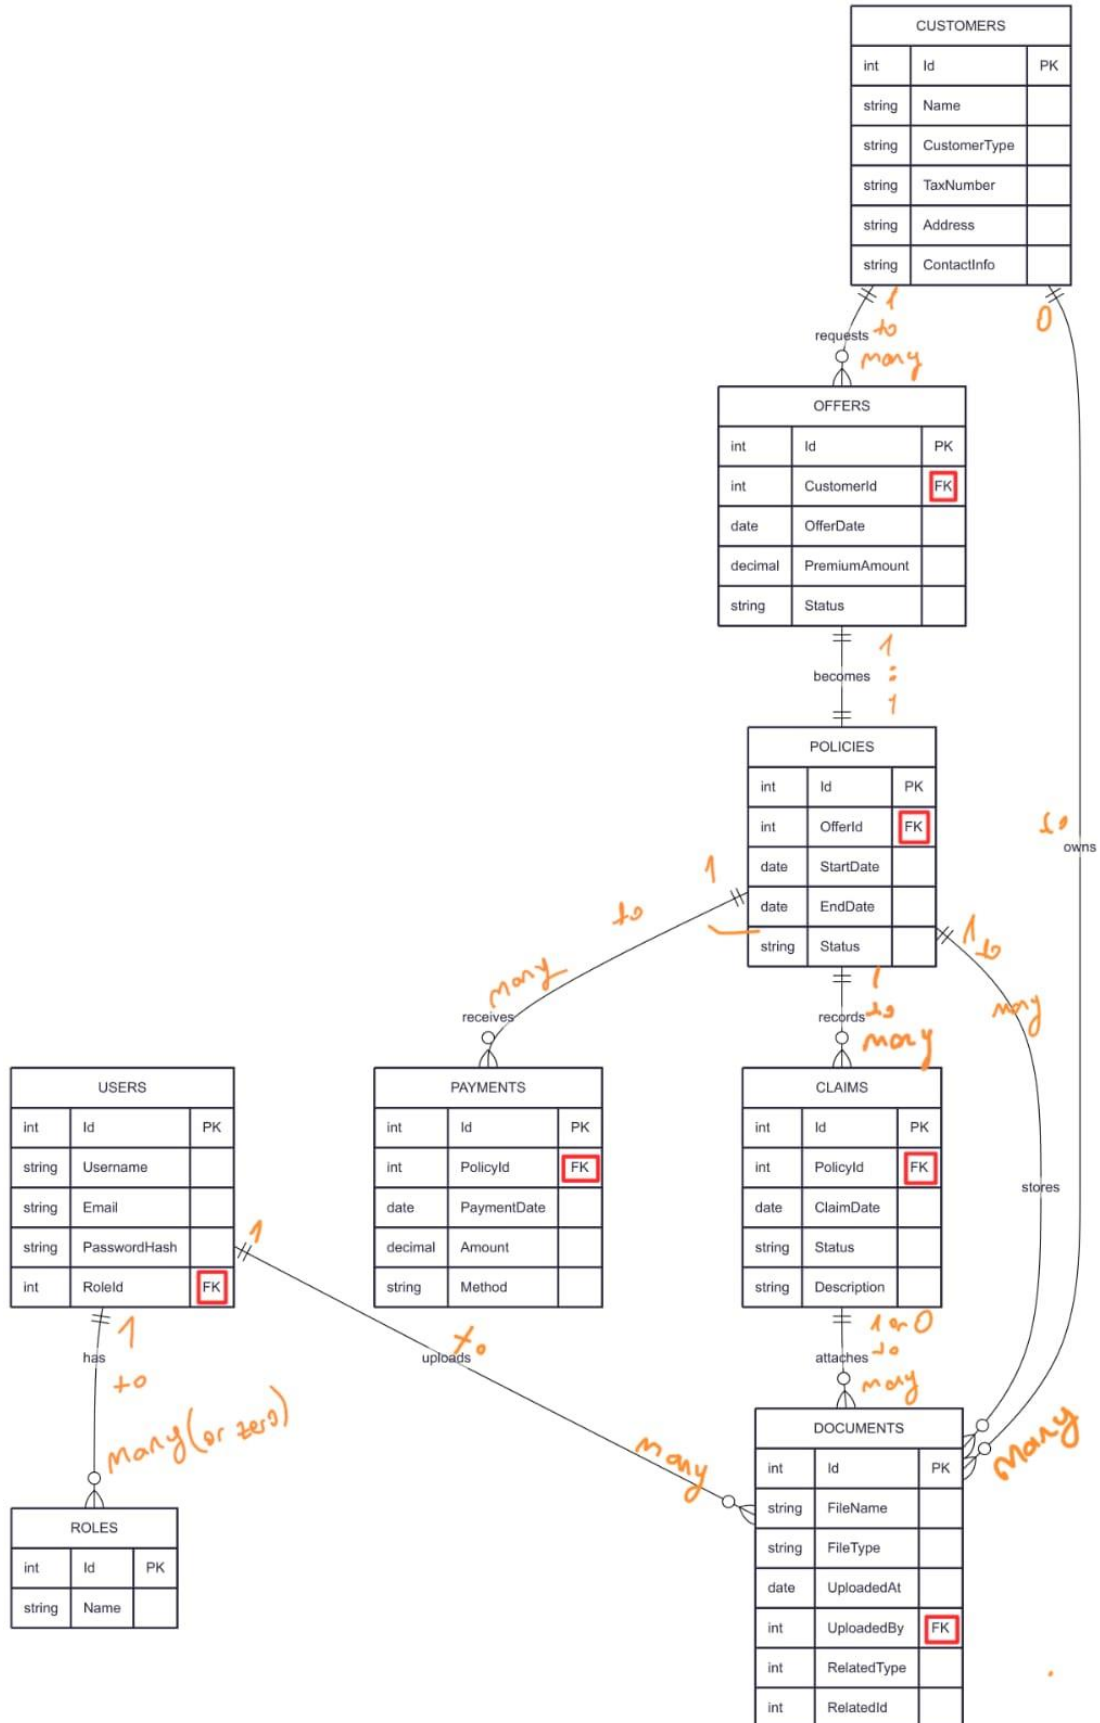 CUSTOMERS
int Id PK
string Name
string CustomerType
string TaxNumber
string Address
string ContactInfo
1
to
many
requests
0
OFFERS
int Id PK
int CustomerId FK
date OfferDate
decimal PremiumAmount
string Status
1
:
1
becomes
to
owns
POLICIES
int Id PK
int OfferId FK
date StartDate
date EndDate
string Status
1
to
many
receives
1
to
many
records
1 to
many
stores
USERS
int Id PK
string Username
string Email
string PasswordHash
int RoleId FK
PAYMENTS
int Id PK
int PolicyId FK
date PaymentDate
decimal Amount
string Method
CLAIMS
int Id PK
int PolicyId FK
date ClaimDate
string Status
string Description
1
to
many (or zero)
has
1
to
many
uploads
1 or 0
to
many
attaches
many
ROLES
int Id PK
string Name
DOCUMENTS
int Id PK
string FileName
string FileType
date UploadedAt
int UploadedBy FK
int RelatedType
int RelatedId